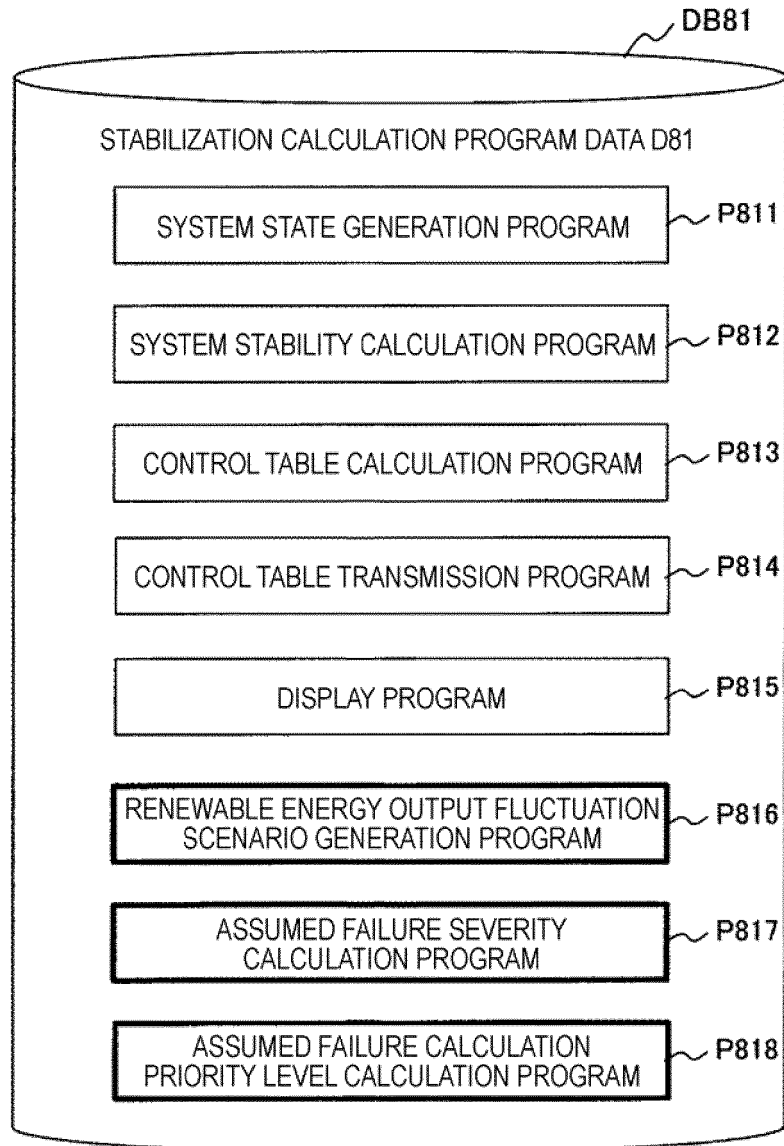 DB81
STABILIZATION CALCULATION PROGRAM DATA D81
SYSTEM STATE GENERATION PROGRAM
P811
SYSTEM STABILITY CALCULATION PROGRAM
P812
CONTROL TABLE CALCULATION PROGRAM
P813
CONTROL TABLE TRANSMISSION PROGRAM
P814
DISPLAY PROGRAM
P815
RENEWABLE ENERGY OUTPUT FLUCTUATION
SCENARIO GENERATION PROGRAM
P816
ASSUMED FAILURE SEVERITY
CALCULATION PROGRAM
P817
ASSUMED FAILURE CALCULATION
PRIORITY LEVEL CALCULATION PROGRAM
P818